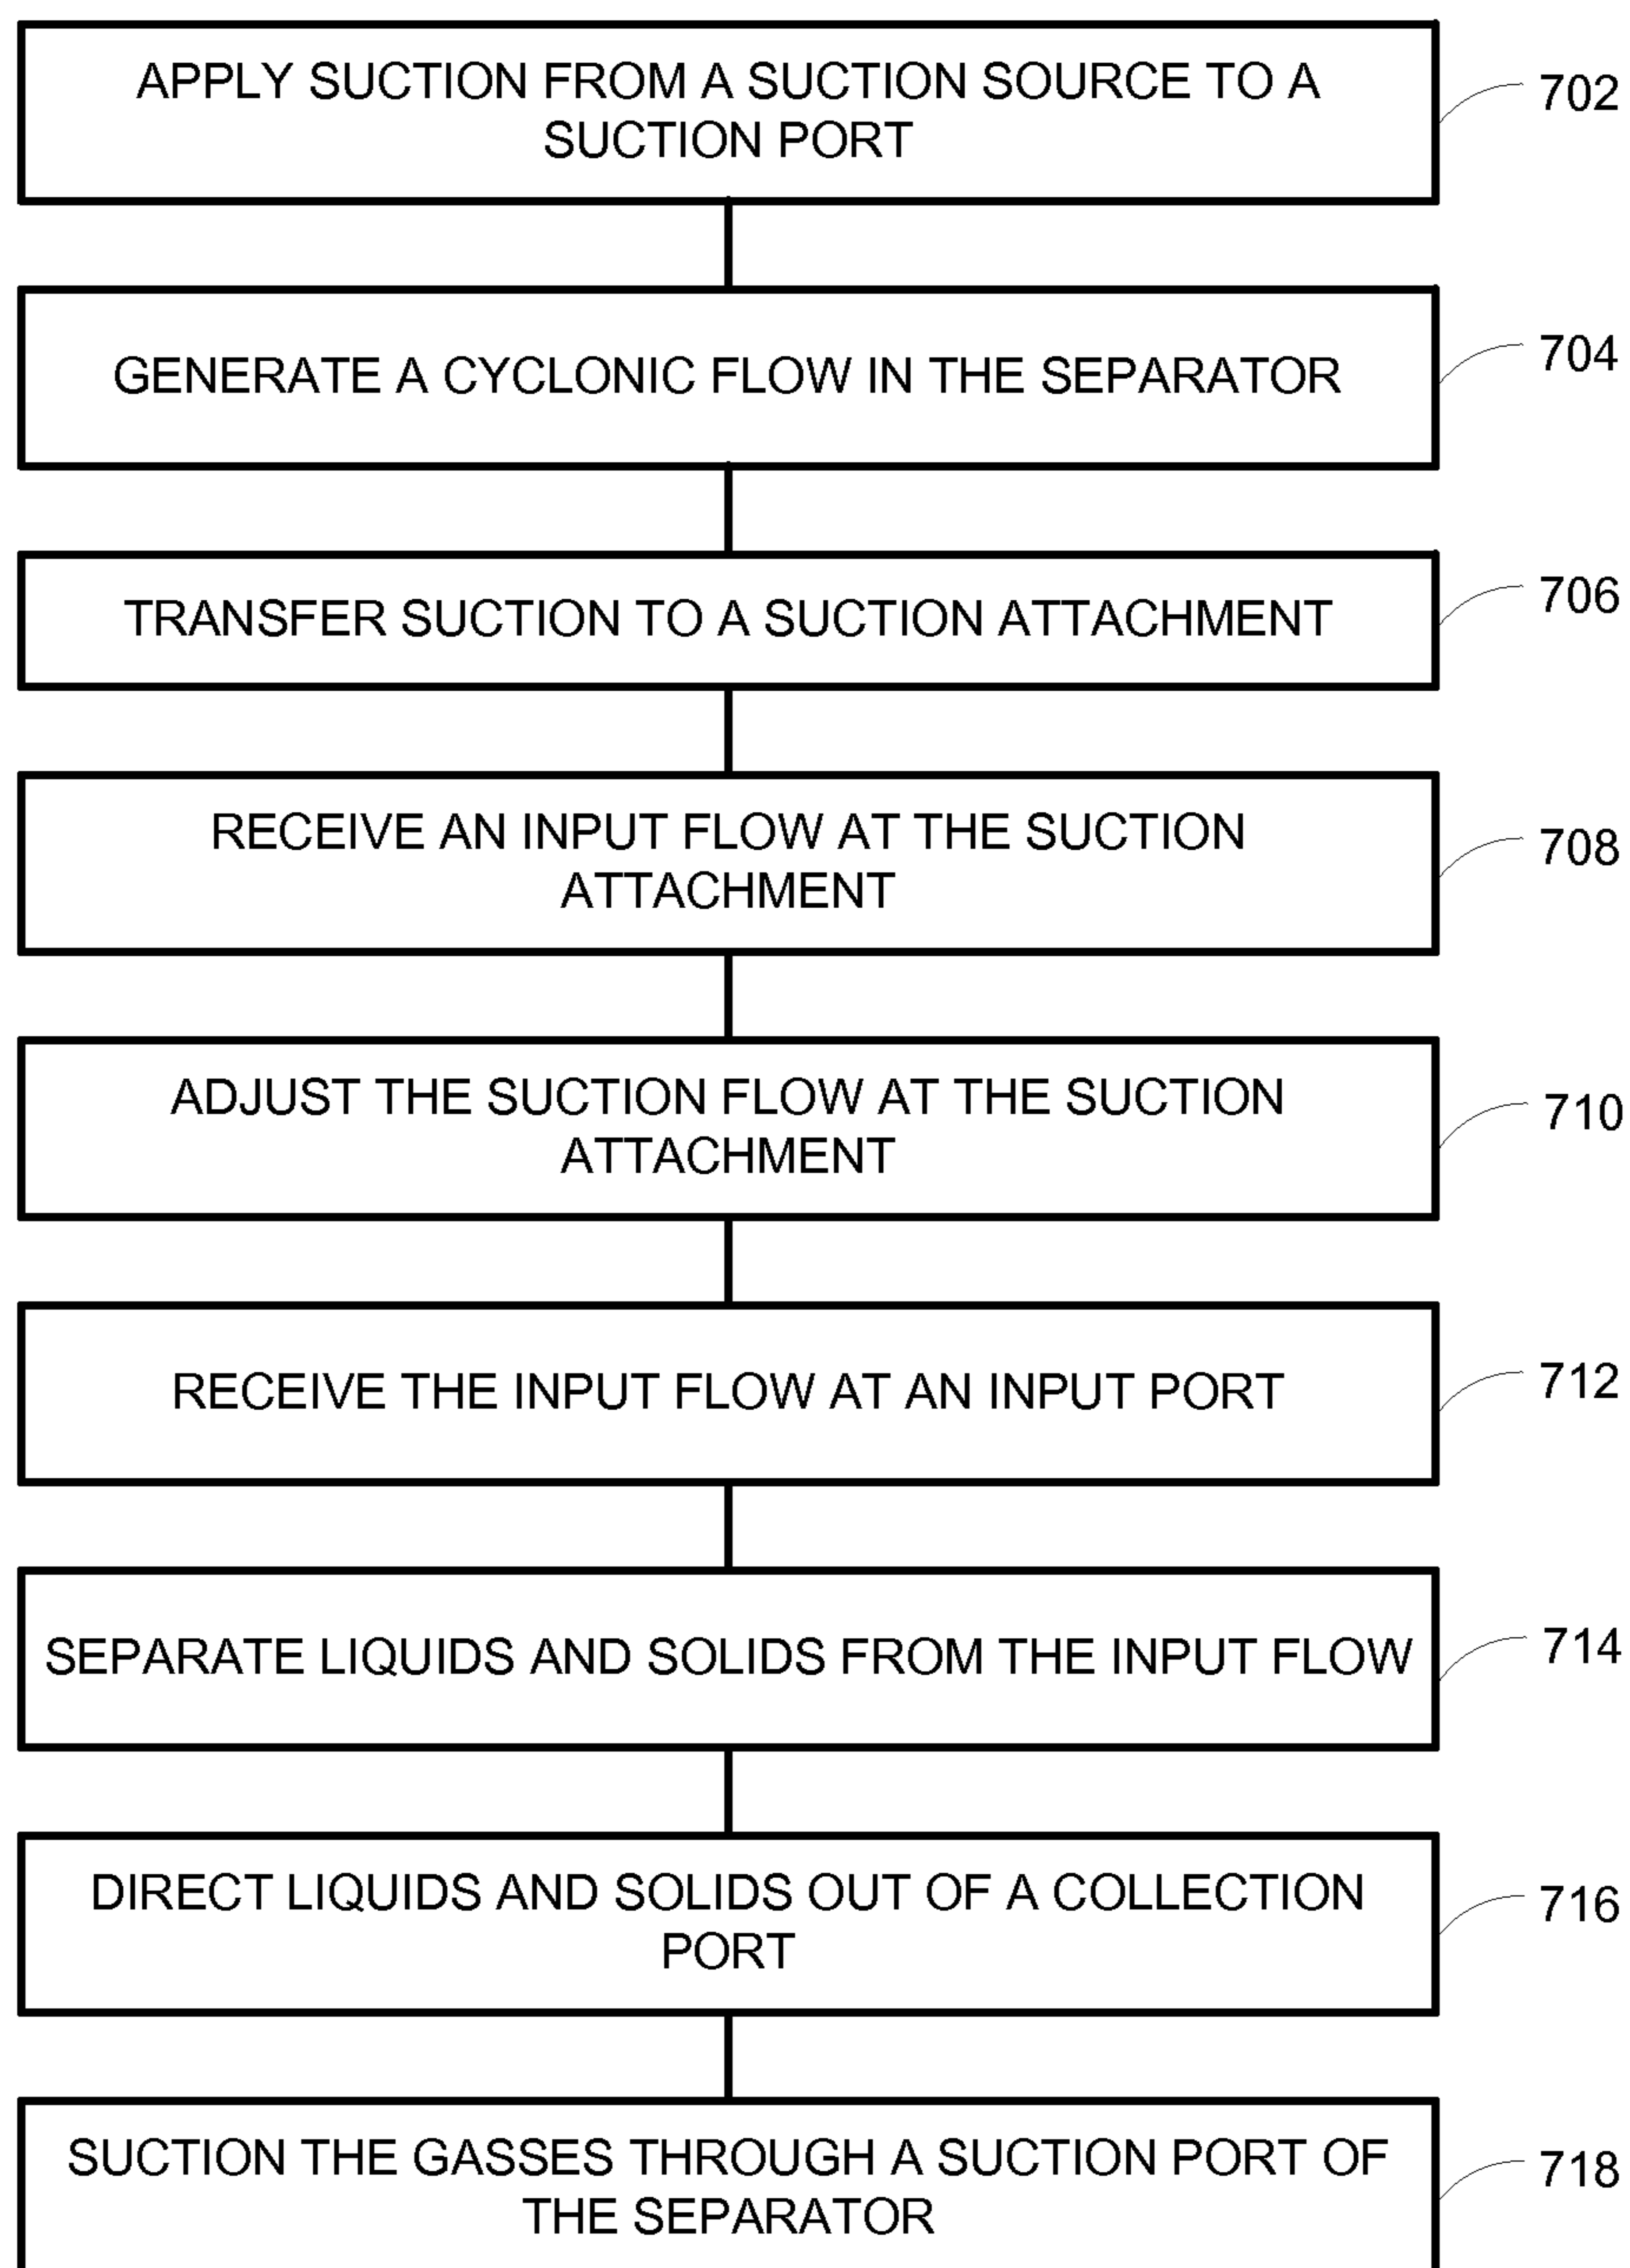 APPLY SUCTION FROM A SUCTION SOURCE TO A
SUCTION PORT
702
GENERATE A CYCLONIC FLOW IN THE SEPARATOR
704
TRANSFER SUCTION TO A SUCTION ATTACHMENT
706
RECEIVE AN INPUT FLOW AT THE SUCTION
ATTACHMENT
708
ADJUST THE SUCTION FLOW AT THE SUCTION
ATTACHMENT
710
RECEIVE THE INPUT FLOW AT AN INPUT PORT
712
SEPARATE LIQUIDS AND SOLIDS FROM THE INPUT FLOW
714
DIRECT LIQUIDS AND SOLIDS OUT OF A COLLECTION
PORT
716
SUCTION THE GASSES THROUGH A SUCTION PORT OF
THE SEPARATOR
718